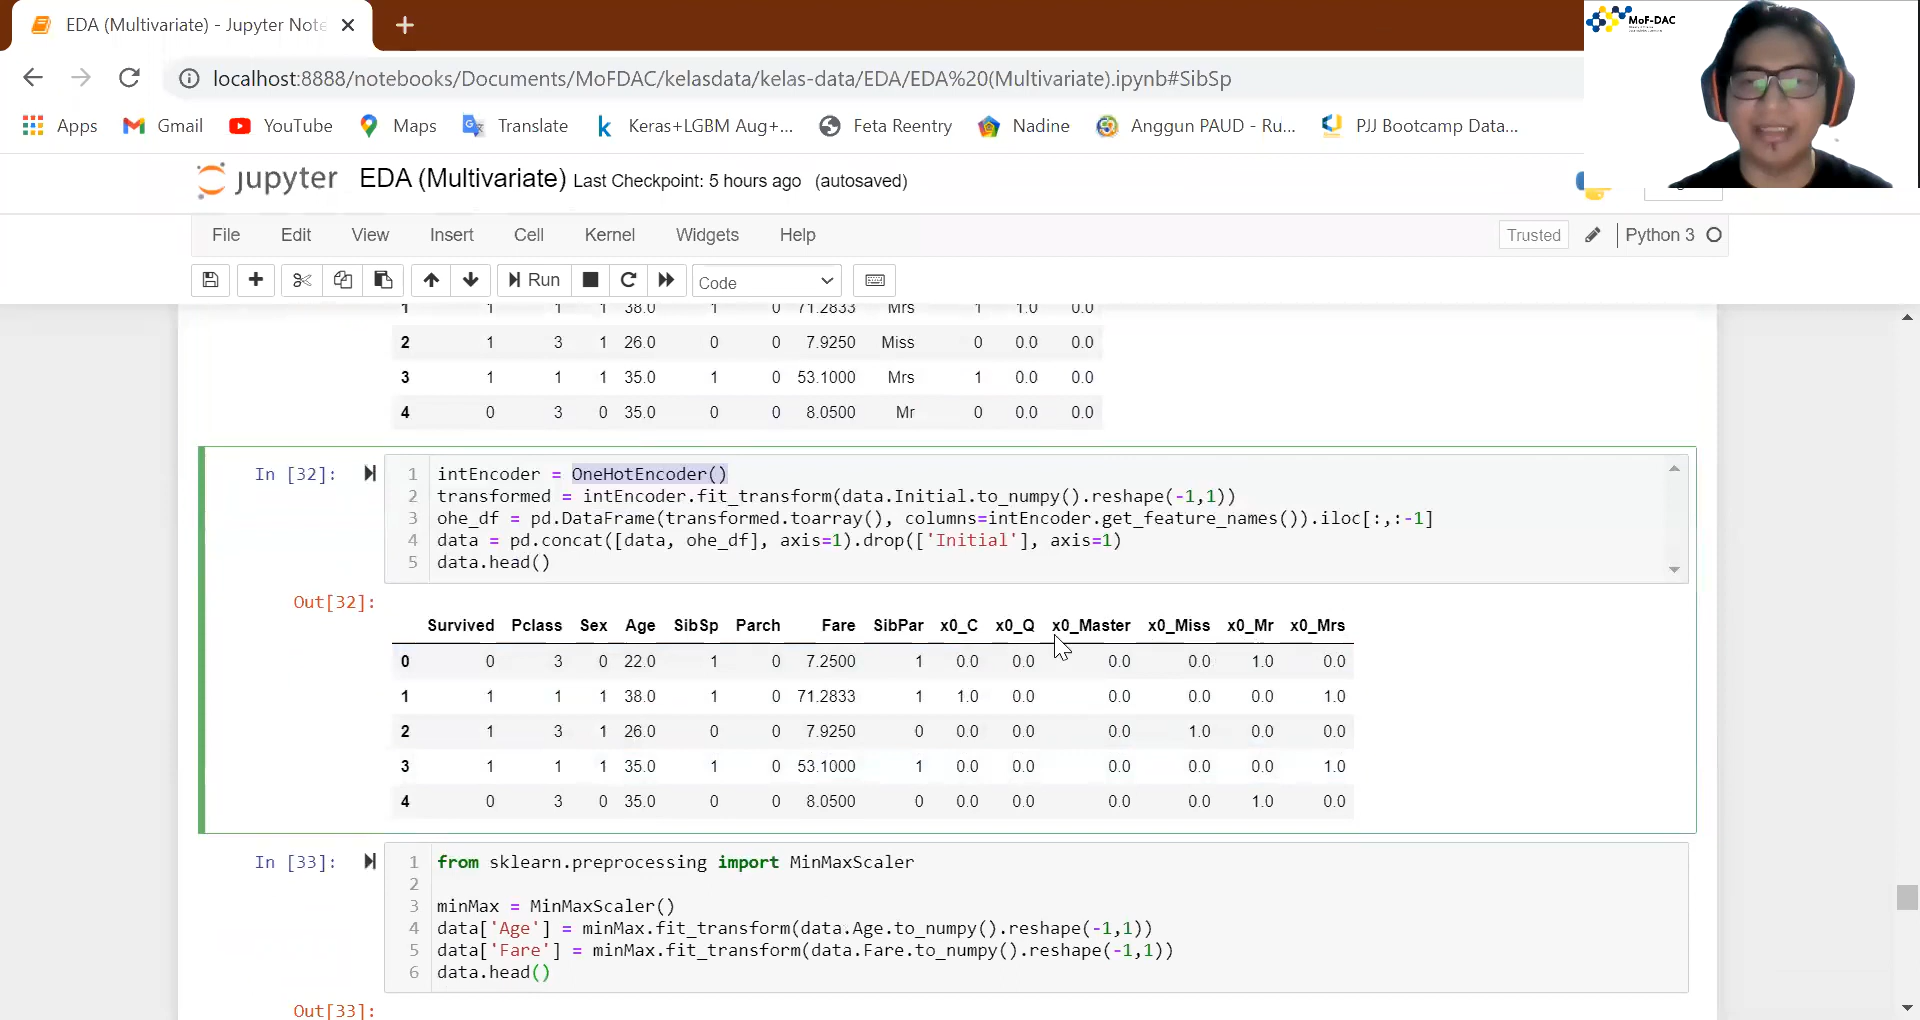 EDA (Multivariate) - Jupyter Note
MoF-DAC
localhost:8888/notebooks/Documents/MoFDAC/kelasdata/kelas-data/EDA/EDA%20(Multivariate).ipynb#SibSp
Apps Gmail YouTube Maps Translate Keras+LGBM Aug+... Feta Reentry Nadine Anggun PAUD - Ru... PJJ Bootcamp Data...
jupyter EDA (Multivariate) Last Checkpoint: 5 hours ago (autosaved)
File Edit View Insert Cell Kernel Widgets Help Trusted Python 3
Run Code
1 1 1 1 38.0 1 0 71.2833 Mrs 1 1.0 0.0
2 1 3 1 26.0 0 0 7.9250 Miss 0 0.0 0.0
3 1 1 1 35.0 1 0 53.1000 Mrs 1 0.0 0.0
4 0 3 0 35.0 0 0 8.0500 Mr 0 0.0 0.0
In [32]: 1 intEncoder = OneHotEncoder()
2 transformed = intEncoder.fit_transform(data.Initial.to_numpy().reshape(-1,1))
3 ohe_df = pd.DataFrame(transformed.toarray(), columns=intEncoder.get_feature_names()).iloc[:,:-1]
4 data = pd.concat([data, ohe_df], axis=1).drop(['Initial'], axis=1)
5 data.head()
Out[32]:
Survived Pclass Sex Age SibSp Parch Fare SibPar x0_C x0_Q x0_Master x0_Miss x0_Mr x0_Mrs
0 0 3 0 22.0 1 0 7.2500 1 0.0 0.0 0.0 0.0 1.0 0.0
1 1 1 1 38.0 1 0 71.2833 1 1.0 0.0 0.0 0.0 0.0 1.0
2 1 3 1 26.0 0 0 7.9250 0 0.0 0.0 0.0 1.0 0.0 0.0
3 1 1 1 35.0 1 0 53.1000 1 0.0 0.0 0.0 0.0 0.0 1.0
4 0 3 0 35.0 0 0 8.0500 0 0.0 0.0 0.0 0.0 1.0 0.0
In [33]: 1 from sklearn.preprocessing import MinMaxScaler
2
3 minMax = MinMaxScaler()
4 data['Age'] = minMax.fit_transform(data.Age.to_numpy().reshape(-1,1))
5 data['Fare'] = minMax.fit_transform(data.Fare.to_numpy().reshape(-1,1))
6 data.head()
Out[33]: